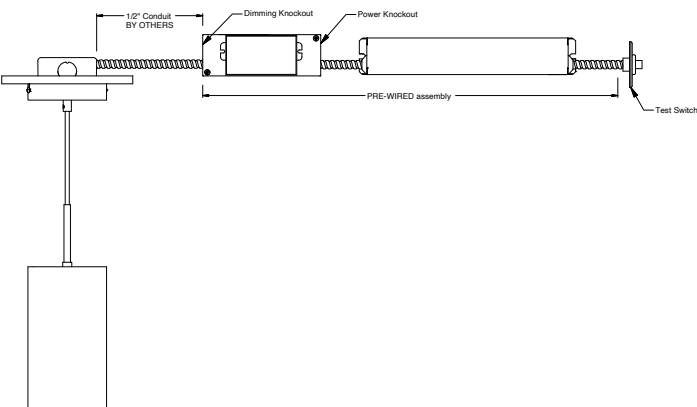 1/2" Conduit
BY OTHERS
Dimming Knockout
Power Knockout
PRE-WIRED assembly
Test Switch